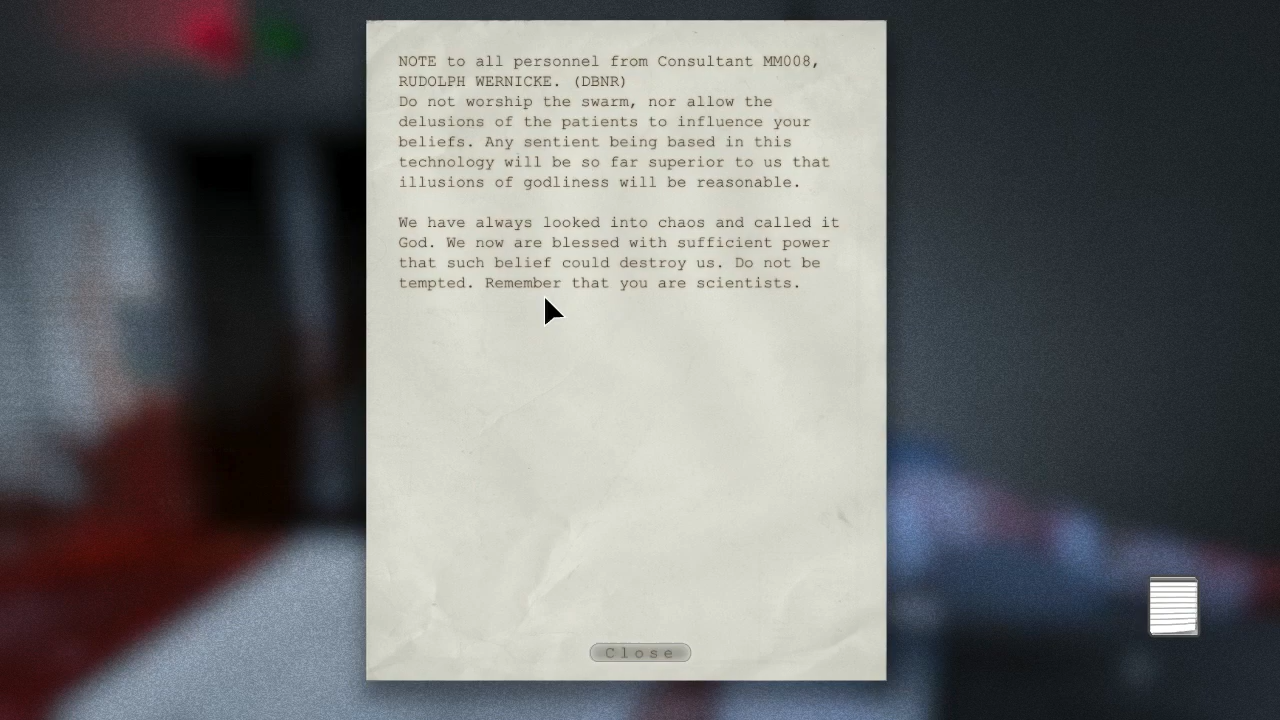 NOTE to all personnel from Consultant MM008,
RUDOLPH WERNICKE. (DBNR)
Do not worship the swarm, nor allow the
delusions of the patients to influence your
beliefs. Any sentient being based in this
technology will be so far superior to us that
illusions of godliness will be reasonable.
We have always looked into chaos and called it
God. We now are blessed with sufficient power
that such belief could destroy us. Do not be
tempted. Remember that you are scientists.
Close